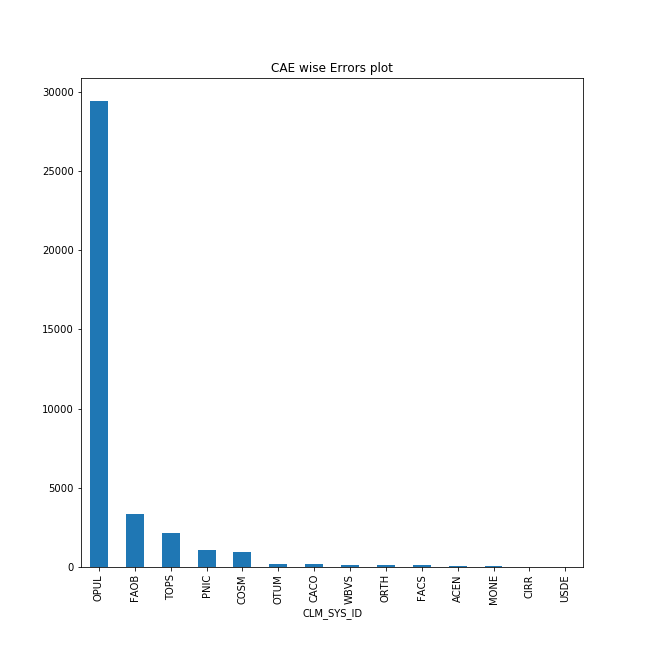 CAE wise Errors plot
30000
25000
20000
15000
10000
5000
0
OPUL
FAOB
TOPS
PNIC
COSM
OTUM
CACO
WBVS
ORTH
FACS
ACEN
MONE
CIRR
USDE
CLM_SYS_ID